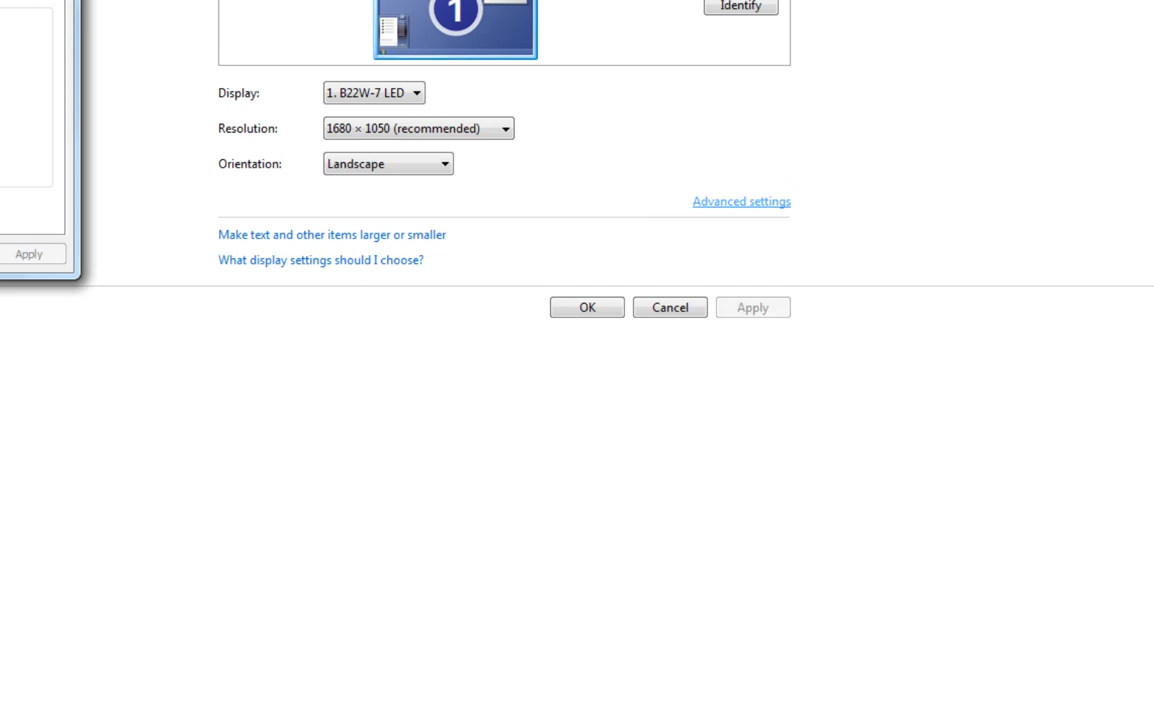 1
Identify
Display: 1. B22W-7 LED
Resolution: 1680 × 1050 (recommended)
Orientation: Landscape
Advanced settings
Make text and other items larger or smaller
Apply
What display settings should I choose?
OK Cancel Apply